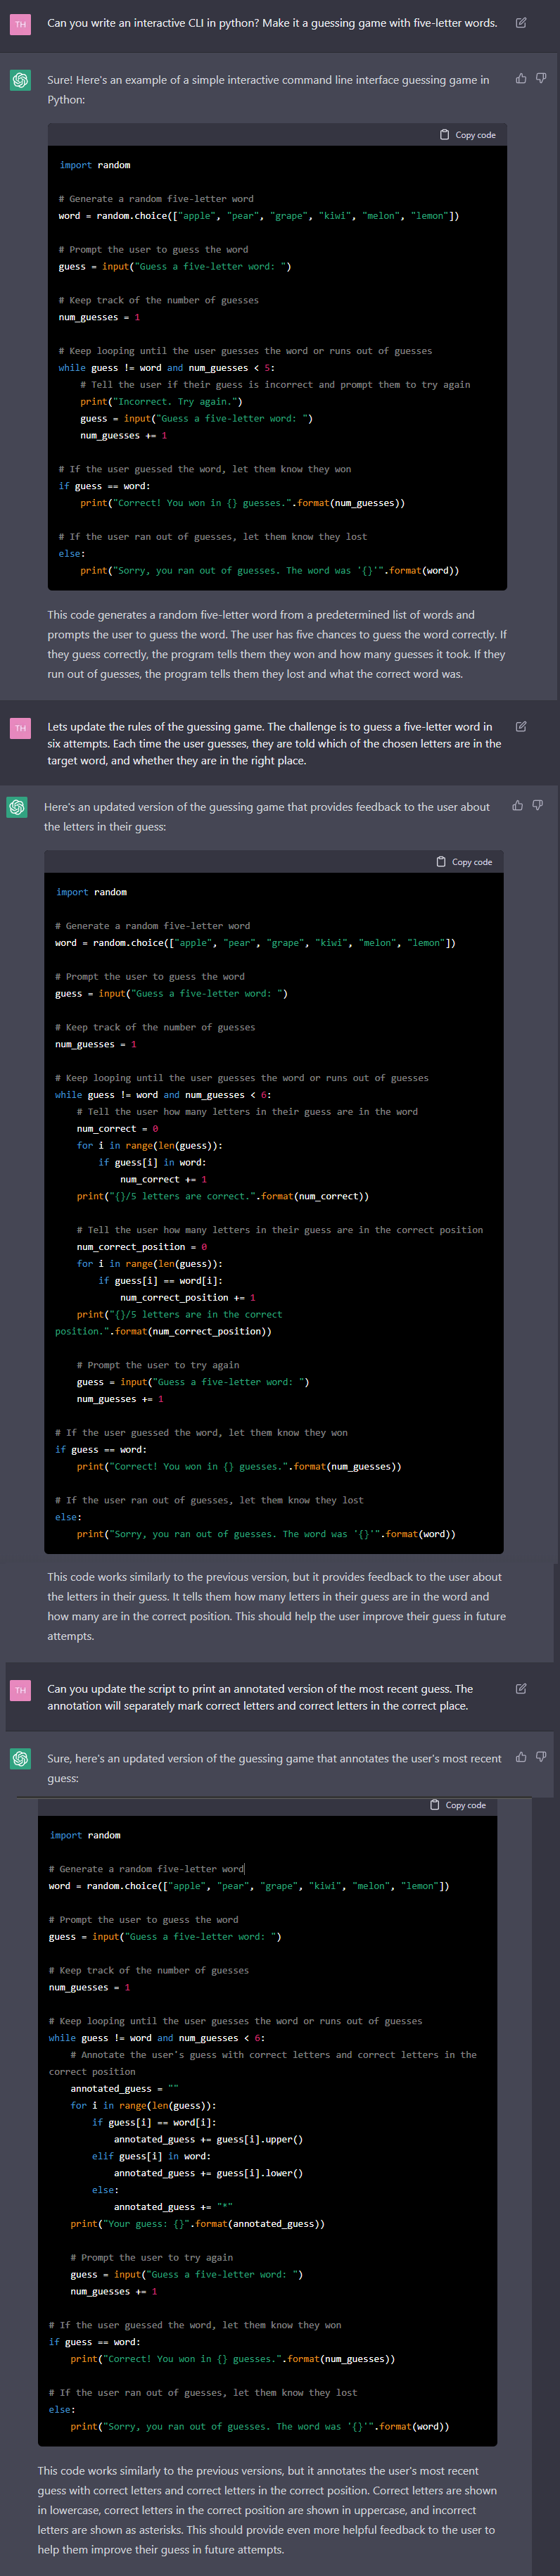 TH
Can you write an interactive CLI in python? Make it a guessing game with five-letter words.
Sure! Here's an example of a simple interactive command line interface guessing game in
Python:
Copy code
import random
# Generate a random five-letter word
word = random.choice(["apple", "pear", "grape", "kiwi", "melon", "lemon"])
# Prompt the user to guess the word
guess = input("Guess a five-letter word: ")
# Keep track of the number of guesses
num_guesses = 1
# Keep looping until the user guesses the word or runs out of guesses
while guess != word and num_guesses < 5:
    # Tell the user if their guess is incorrect and prompt them to try again
    print("Incorrect. Try again.")
    guess = input("Guess a five-letter word: ")
    num_guesses += 1
# If the user guessed the word, let them know they won
if guess == word:
    print("Correct! You won in {} guesses.".format(num_guesses))
# If the user ran out of guesses, let them know they lost
else:
    print("Sorry, you ran out of guesses. The word was '{}'".format(word))
This code generates a random five-letter word from a predetermined list of words and
prompts the user to guess the word. The user has five chances to guess the word correctly. If
they guess correctly, the program tells them they won and how many guesses it took. If they
run out of guesses, the program tells them they lost and what the correct word was.
TH
Lets update the rules of the guessing game. The challenge is to guess a five-letter word in
six attempts. Each time the user guesses, they are told which of the chosen letters are in the
target word, and whether they are in the right place.
Here's an updated version of the guessing game that provides feedback to the user about
the letters in their guess:
Copy code
import random
# Generate a random five-letter word
word = random.choice(["apple", "pear", "grape", "kiwi", "melon", "lemon"])
# Prompt the user to guess the word
guess = input("Guess a five-letter word: ")
# Keep track of the number of guesses
num_guesses = 1
# Keep looping until the user guesses the word or runs out of guesses
while guess != word and num_guesses < 6:
    # Tell the user how many letters in their guess are in the word
    num_correct = 0
    for i in range(len(guess)):
        if guess[i] in word:
            num_correct += 1
    print("{}/5 letters are correct.".format(num_correct))
    # Tell the user how many letters in their guess are in the correct position
    num_correct_position = 0
    for i in range(len(guess)):
        if guess[i] == word[i]:
            num_correct_position += 1
    print("{}/5 letters are in the correct
position.".format(num_correct_position))
    # Prompt the user to try again
    guess = input("Guess a five-letter word: ")
    num_guesses += 1
# If the user guessed the word, let them know they won
if guess == word:
    print("Correct! You won in {} guesses.".format(num_guesses))
# If the user ran out of guesses, let them know they lost
else:
    print("Sorry, you ran out of guesses. The word was '{}'".format(word))
This code works similarly to the previous version, but it provides feedback to the user about
the letters in their guess. It tells them how many letters in their guess are in the word and
how many are in the correct position. This should help the user improve their guess in future
attempts.
TH
Can you update the script to print an annotated version of the most recent guess. The
annotation will separately mark correct letters and correct letters in the correct place.
Sure, here's an updated version of the guessing game that annotates the user's most recent
guess:
Copy code
import random
# Generate a random five-letter word
word = random.choice(["apple", "pear", "grape", "kiwi", "melon", "lemon"])
# Prompt the user to guess the word
guess = input("Guess a five-letter word: ")
# Keep track of the number of guesses
num_guesses = 1
# Keep looping until the user guesses the word or runs out of guesses
while guess != word and num_guesses < 6:
    # Annotate the user's guess with correct letters and correct letters in the
correct position
    annotated_guess = ""
    for i in range(len(guess)):
        if guess[i] == word[i]:
            annotated_guess += guess[i].upper()
        elif guess[i] in word:
            annotated_guess += guess[i].lower()
        else:
            annotated_guess += "*"
    print("Your guess: {}".format(annotated_guess))
    # Prompt the user to try again
    guess = input("Guess a five-letter word: ")
    num_guesses += 1
# If the user guessed the word, let them know they won
if guess == word:
    print("Correct! You won in {} guesses.".format(num_guesses))
# If the user ran out of guesses, let them know they lost
else:
    print("Sorry, you ran out of guesses. The word was '{}'".format(word))
This code works similarly to the previous versions, but it annotates the user's most recent
guess with correct letters and correct letters in the correct position. Correct letters are shown
in lowercase, correct letters in the correct position are shown in uppercase, and incorrect
letters are shown as asterisks. This should provide even more helpful feedback to the user to
help them improve their guess in future attempts.